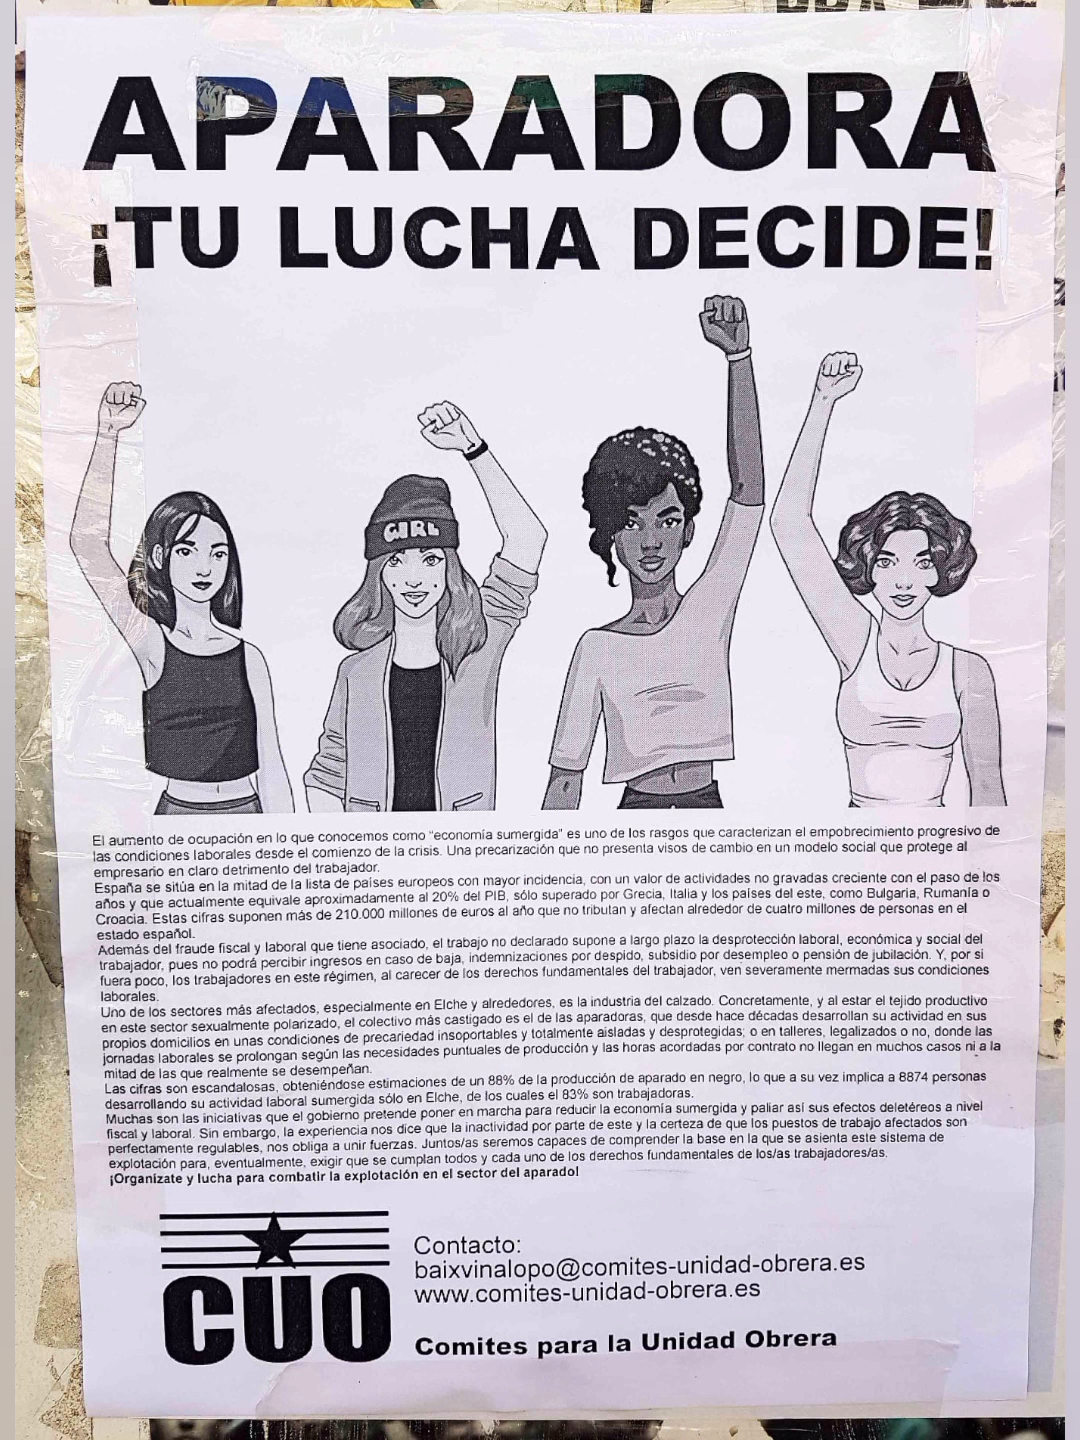 APARADORA
¡TU LUCHA DECIDE!
GIRL
El aumento de ocupación en lo que conocemos como "economía sumergida" es uno de los rasgos que caracterizan el empobrecimiento progresivo de
las condiciones laborales desde el comienzo de la crisis. Una precarización que no presenta visos de cambio en un modelo social que protege al
empresario en claro detrimento del trabajador.
España se sitúa en la mitad de la lista de países europeos con mayor incidencia, con un valor de actividades no gravadas creciente con el paso de los
años y que actualmente equivale aproximadamente al 20% del PIB, sólo superado por Grecia, Italia y los países del este, como Bulgaria, Rumanía o
Croacia. Estas cifras suponen más de 210.000 millones de euros al año que no tributan y afectan alrededor de cuatro millones de personas en el
estado español.
Además del fraude fiscal y laboral que tiene asociado, el trabajo no declarado supone a largo plazo la desprotección laboral, económica y social del
trabajador, pues no podrá percibir ingresos en caso de baja, indemnizaciones por despido, subsidio por desempleo o pensión de jubilación. Y, por si
fuera poco, los trabajadores en este régimen, al carecer de los derechos fundamentales del trabajador, ven severamente mermadas sus condiciones
laborales.
Uno de los sectores más afectados, especialmente en Elche y alrededores, es la industria del calzado. Concretamente, y al estar el tejido productivo
en este sector sexualmente polarizado, el colectivo más castigado es el de las aparadoras, que desde hace décadas desarrollan su actividad en sus
propios domicilios en unas condiciones de precariedad insoportables y totalmente aisladas y desprotegidas; o en talleres, legalizados o no, donde las
jornadas laborales se prolongan según las necesidades puntuales de producción y las horas acordadas por contrato no llegan en muchos casos ni a la
mitad de las que realmente se desempeñan.
Las cifras son escandalosas, obteniéndose estimaciones de un 88% de la producción de aparado en negro, lo que a su vez implica a 8874 personas
desarrollando su actividad laboral sumergida sólo en Elche, de los cuales el 83% son trabajadoras.
Muchas son las iniciativas que el gobierno pretende poner en marcha para reducir la economía sumergida y paliar así sus efectos deletéreos a nivel
fiscal y laboral. Sin embargo, la experiencia nos dice que la inactividad por parte de este y la certeza de que los puestos de trabajo afectados son
perfectamente regulables, nos obliga a unir fuerzas. Juntos/as seremos capaces de comprender la base en la que se asienta este sistema de
explotación para, eventualmente, exigir que se cumplan todos y cada uno de los derechos fundamentales de los/as trabajadores/as.
¡Organízate y lucha para combatir la explotación en el sector del aparado!
CUO
Contacto:
baixvinalopo@comites-unidad-obrera.es
www.comites-unidad-obrera.es
Comites para la Unidad Obrera